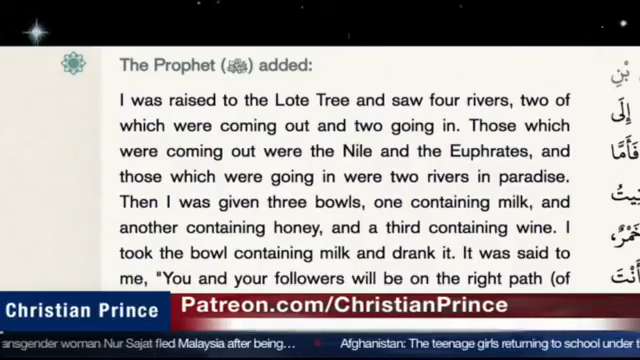 The Prophet (ﷺ) added:
I was raised to the Lote Tree and saw four rivers, two of
which were coming out and two going in. Those which
were coming out were the Nile and the Euphrates, and
those which were going in were two rivers in paradise.
Then I was given three bowls, one containing milk, and
another containing honey, and a third containing wine. I
took the bowl containing milk and drank it. It was said to
me, "You and your followers will be on the right path (of
بْنِ
إِلَى
فَأَمَّا
خَمْرٌ،
أَنْتَ
Christian Prince
Patreon.com/ChristianPrince
ansgender woman Nur Sajat fled Malaysia after being...
Afghanistan: The teenage girls returning to school under t